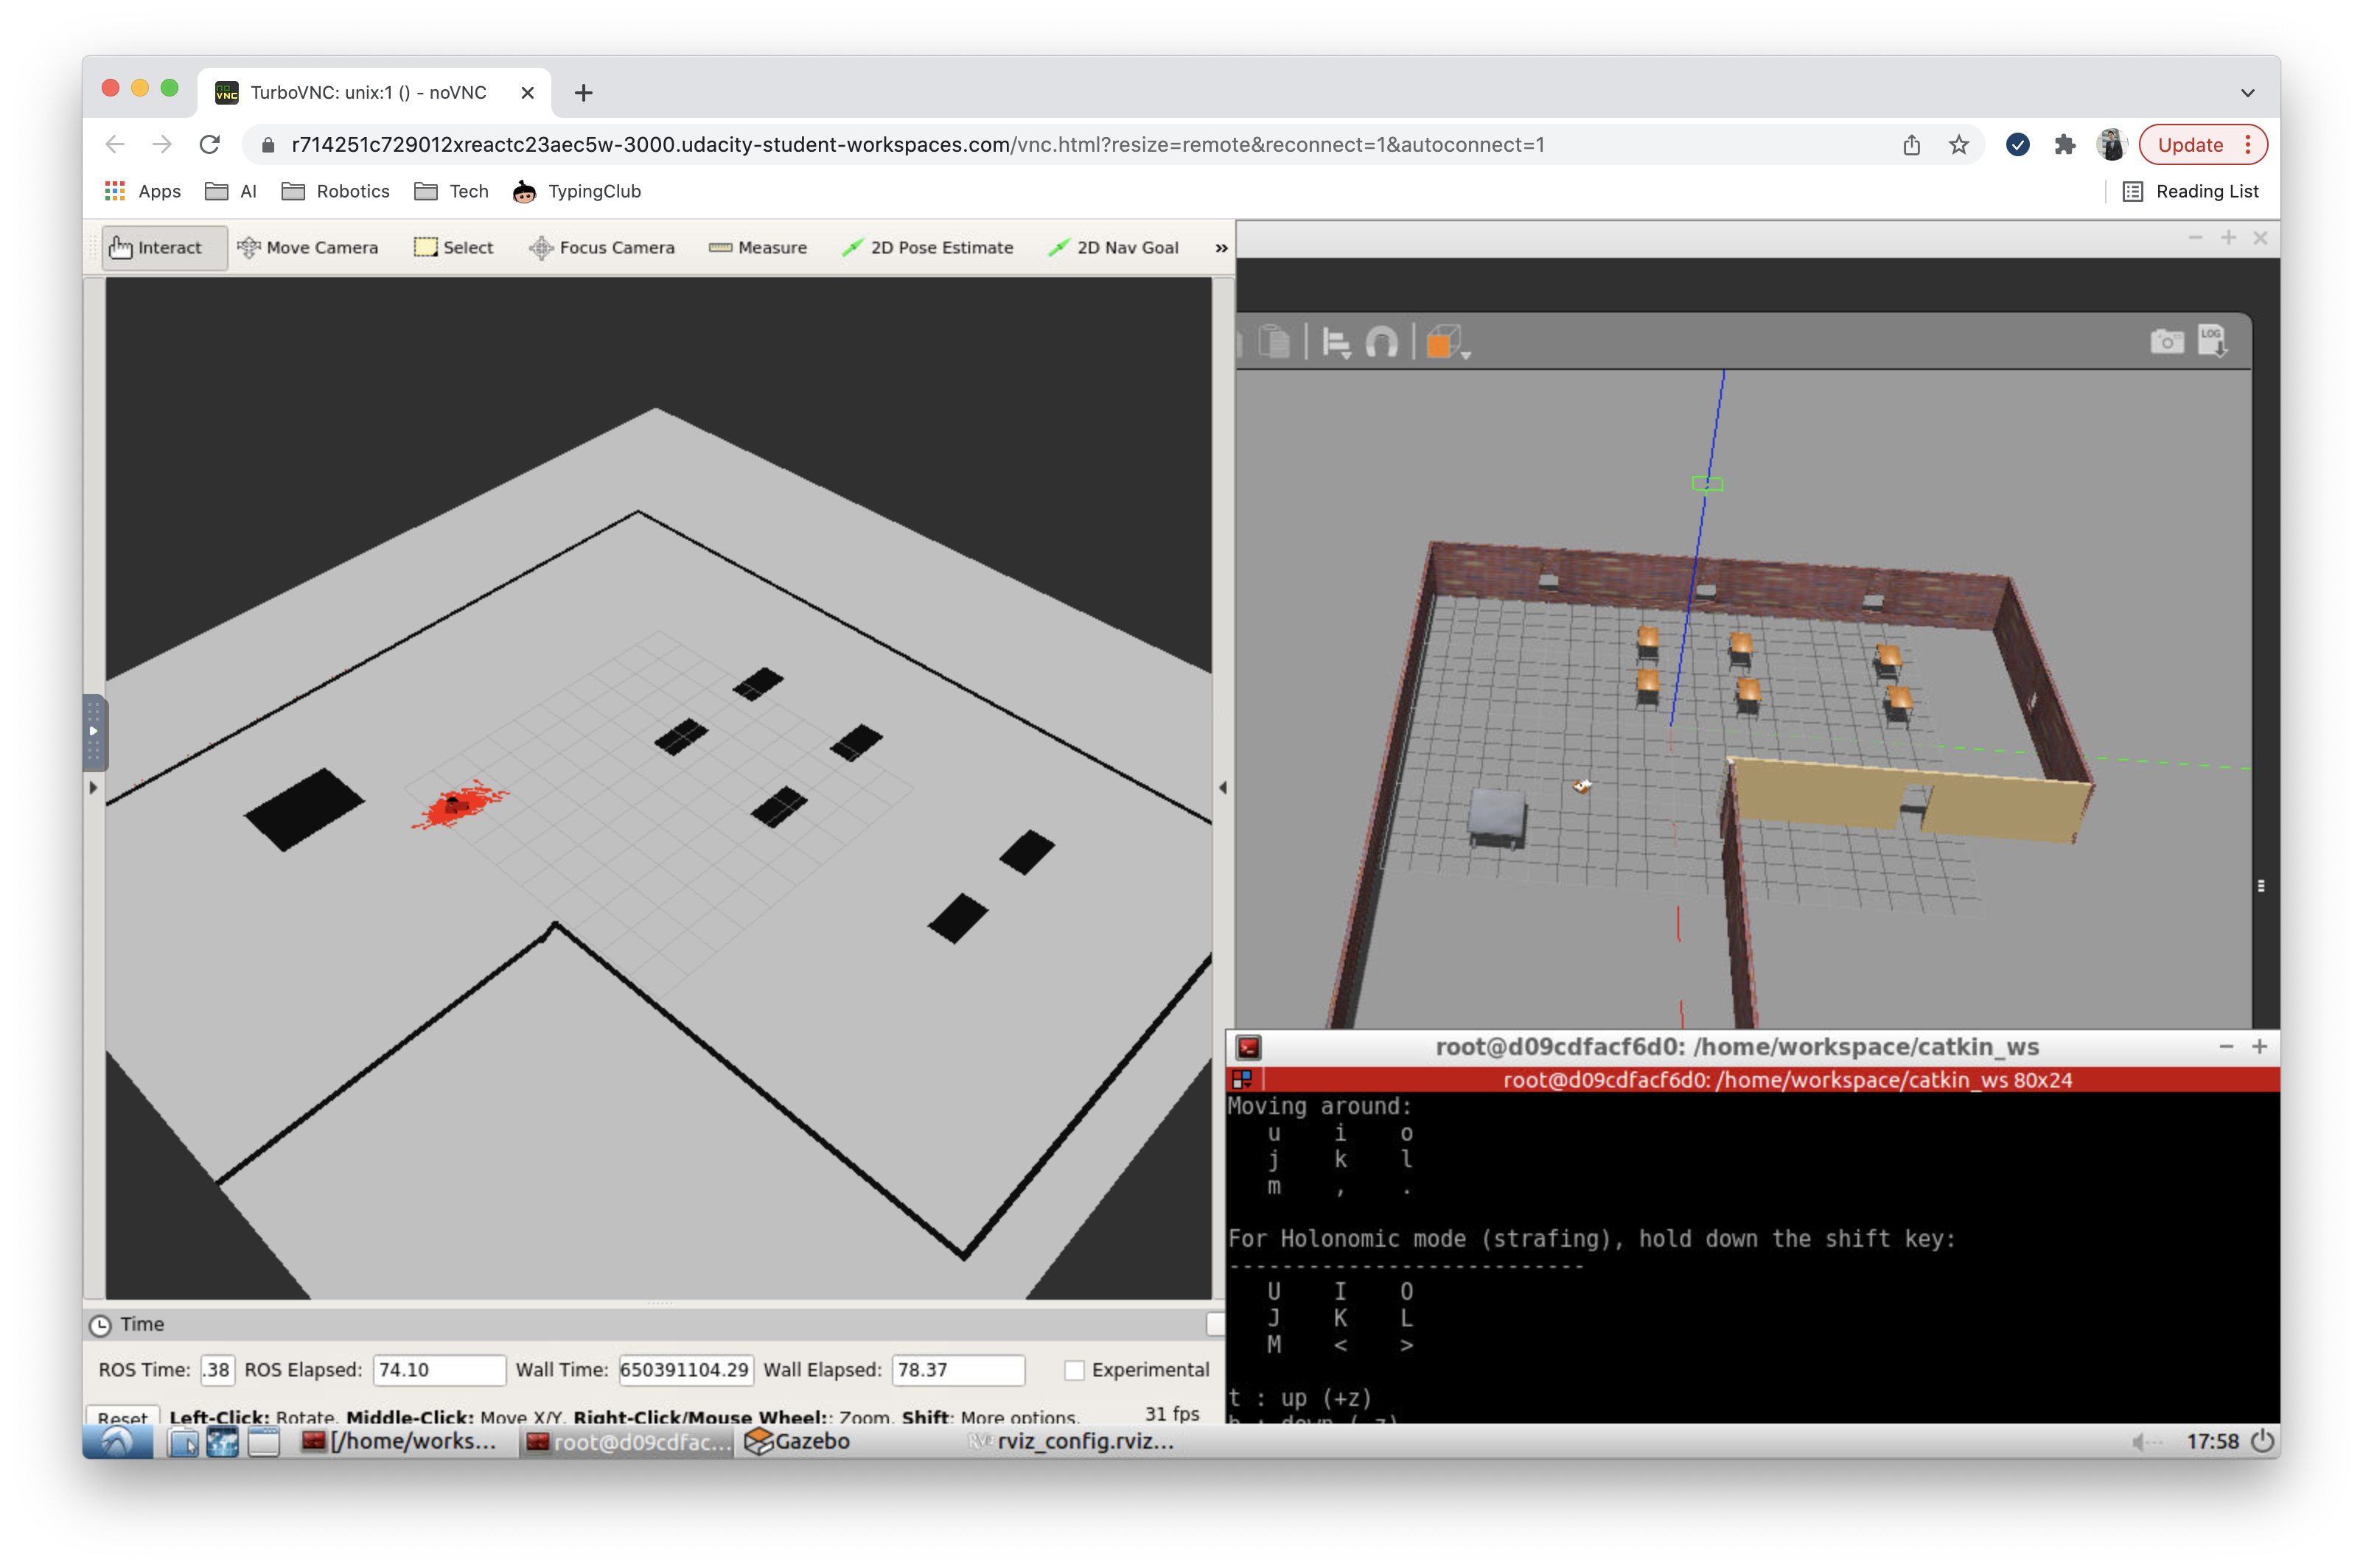 TurboVNC: unix:1 () - noVNC
r714251c729012xreactc23aec5w-3000.udacity-student-workspaces.com/vnc.html?resize=remote&reconnect=1&autoconnect=1
Update
Apps AI Robotics Tech TypingClub
Reading List
Interact Move Camera Select Focus Camera Measure 2D Pose Estimate 2D Nav Goal »
LOG
root@d09cdfacf6d0: /home/workspace/catkin_ws
root@d09cdfacf6d0: /home/workspace/catkin_ws 80x24
Moving around:
u i o
j k l
m , .
For Holonomic mode (strafing), hold down the shift key:
---------------------------
U I O
J K L
M < >
t : up (+z)
b : down (-z)
Time
ROS Time: .38 ROS Elapsed: 74.10 Wall Time: 650391104.29 Wall Elapsed: 78.37 Experimental
Reset Left-Click: Rotate. Middle-Click: Move X/Y. Right-Click/Mouse Wheel:: Zoom. Shift: More options. 31 fps
[/home/works... root@d09cdfac... Gazebo rviz_config.rviz... 17:58